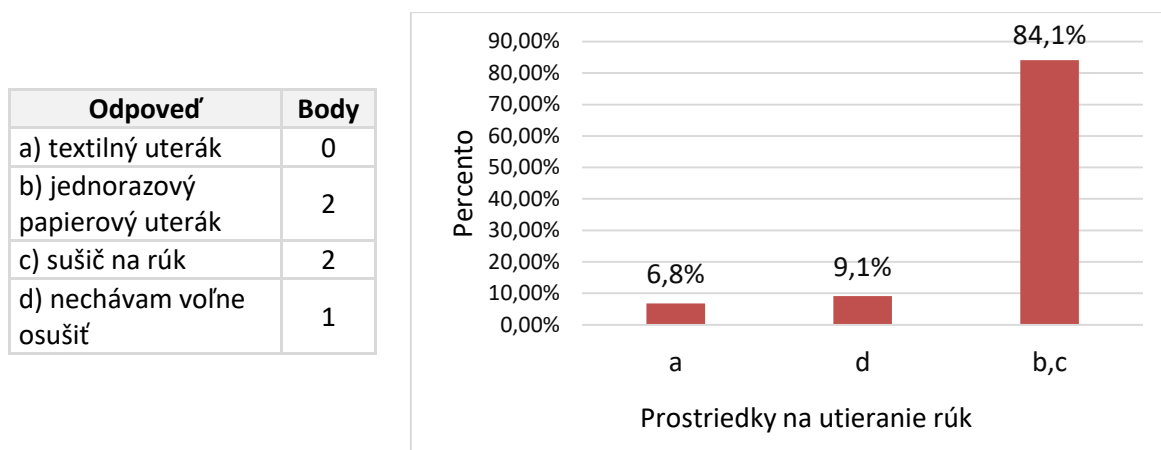 Odpoveď Body
a) textilný uterák 0
b) jednorazový
papierový uterák 2
c) sušič na rúk 2
d) nechávam voľne
osušiť 1
Percento
90,00%
80,00%
70,00%
60,00%
50,00%
40,00%
30,00%
20,00%
10,00%
0,00%
6,8%
9,1%
84,1%
a d b,c
Prostriedky na utieranie rúk